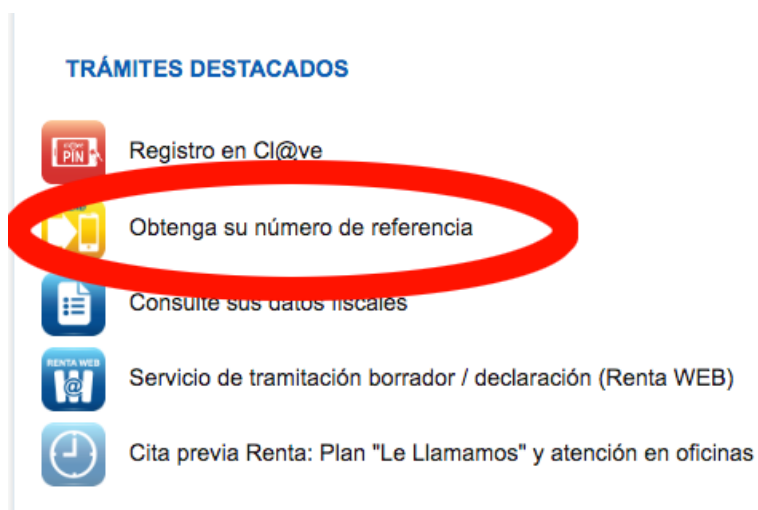 TRÁMITES DESTACADOS
PIN
Registro en Cl@ve
Obtenga su número de referencia
Consulte sus datos fiscales
RENTA WEB
@
Servicio de tramitación borrador / declaración (Renta WEB)
Cita previa Renta: Plan "Le Llamamos" y atención en oficinas